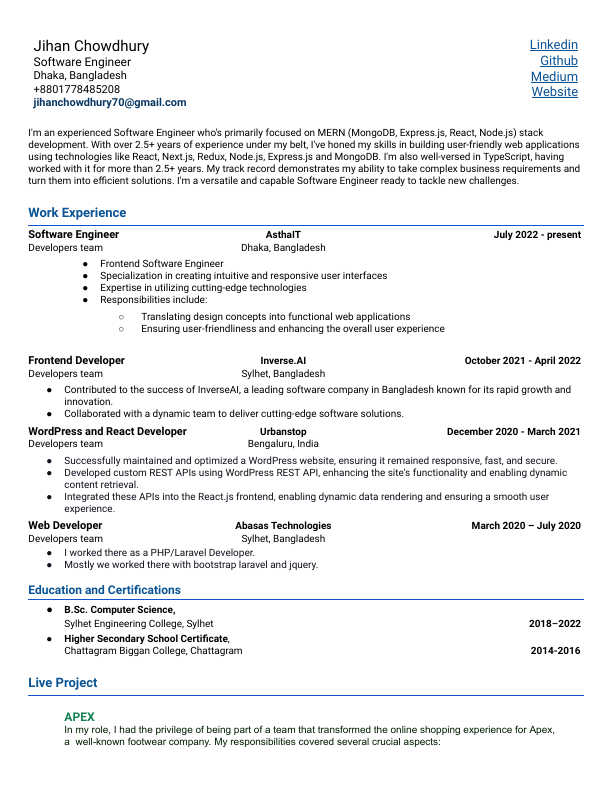 Jihan Chowdhury
Linkedin
Software Engineer
Github
Dhaka, Bangladesh
Medium
+8801778485208
Website
jihanchowdhury70@gmail.com
I'm an experienced Software Engineer who's primarily focused on MERN (MongoDB, Express.js, React, Node.js) stack
development. With over 2.5+ years of experience under my belt, I've honed my skills in building user-friendly web applications
using technologies like React, Next.js, Redux, Node.js, Express.js and MongoDB. I'm also well-versed in TypeScript, having
worked with it for more than 2.5+ years. My track record demonstrates my ability to take complex business requirements and
turn them into efficient solutions. I'm a versatile and capable Software Engineer ready to tackle new challenges.
Work Experience
Software Engineer AsthaIT July 2022 - present
Developers team Dhaka, Bangladesh
● Frontend Software Engineer
● Specialization in creating intuitive and responsive user interfaces
● Expertise in utilizing cutting-edge technologies
● Responsibilities include:
○ Translating design concepts into functional web applications
○ Ensuring user-friendliness and enhancing the overall user experience
Frontend Developer Inverse.AI October 2021 - April 2022
Developers team Sylhet, Bangladesh
● Contributed to the success of InverseAI, a leading software company in Bangladesh known for its rapid growth and
innovation.
● Collaborated with a dynamic team to deliver cutting-edge software solutions.
WordPress and React Developer Urbanstop December 2020 - March 2021
Developers team Bengaluru, India
● Successfully maintained and optimized a WordPress website, ensuring it remained responsive, fast, and secure.
● Developed custom REST APIs using WordPress REST API, enhancing the site's functionality and enabling dynamic
content retrieval.
● Integrated these APIs into the React.js frontend, enabling dynamic data rendering and ensuring a smooth user
experience.
Web Developer Abasas Technologies March 2020 – July 2020
Developers team Sylhet, Bangladesh
● I worked there as a PHP/Laravel Developer.
● Mostly we worked there with bootstrap laravel and jquery.
Education and Certifications
● B.Sc. Computer Science,
Sylhet Engineering College, Sylhet 2018–2022
● Higher Secondary School Certificate,
Chattagram Biggan College, Chattagram 2014-2016
Live Project
APEX
In my role, I had the privilege of being part of a team that transformed the online shopping experience for Apex,
a well-known footwear company. My responsibilities covered several crucial aspects: